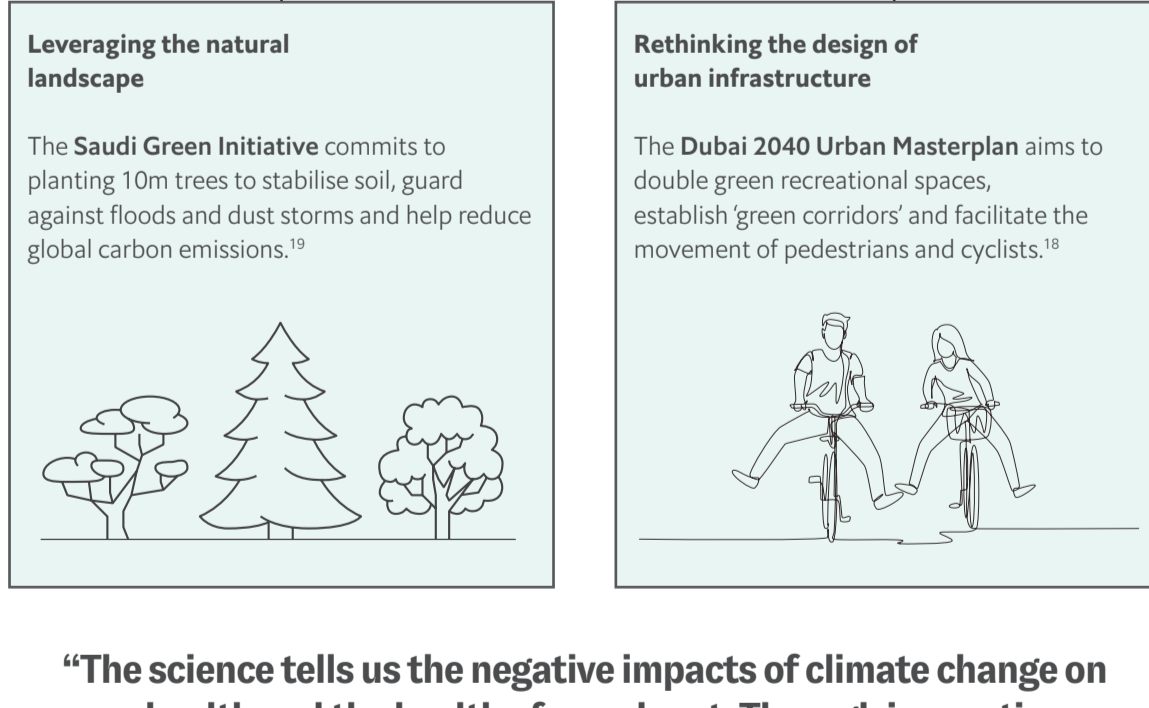 Leveraging the natural
landscape
The Saudi Green Initiative commits to
planting 10m trees to stabilise soil, guard
against floods and dust storms and help reduce
global carbon emissions.19
Rethinking the design of
urban infrastructure
The Dubai 2040 Urban Masterplan aims to
double green recreational spaces,
establish ‘green corridors’ and facilitate the
movement of pedestrians and cyclists.18
“The science tells us the negative impacts of climate change on